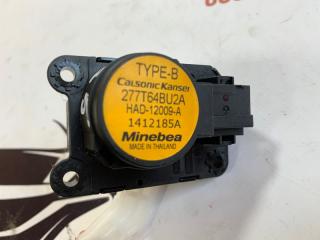 TYPE-B
Calsonic Kansei
277T64BU2A
HAD-12009-A
1412185A
Minebea
MADE IN THAILAND